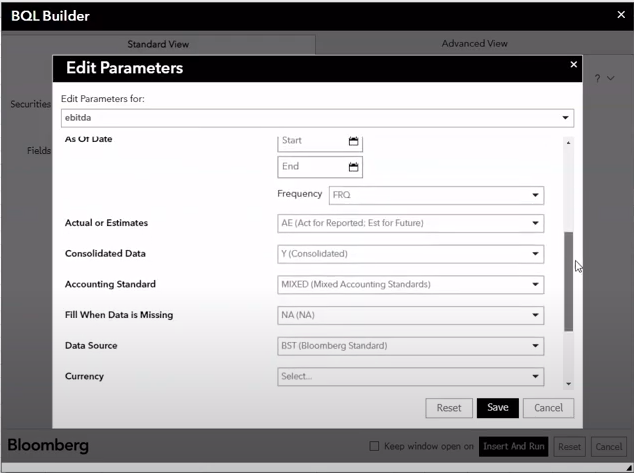 BQL Builder
Standard View
Advanced View
Edit Parameters
?
Edit Parameters for:
Securities
ebitda
As Of Date
Start
Fields
End
Frequency
FRQ
Actual or Estimates
AE (Act for Reported; Est for Future)
Consolidated Data
Y (Consolidated)
Accounting Standard
MIXED (Mixed Accounting Standards)
Fill When Data is Missing
NA (NA)
Data Source
BST (Bloomberg Standard)
Currency
Select...
Reset
Save
Cancel
Bloomberg
Keep window open on
Insert And Run
Reset
Cancel